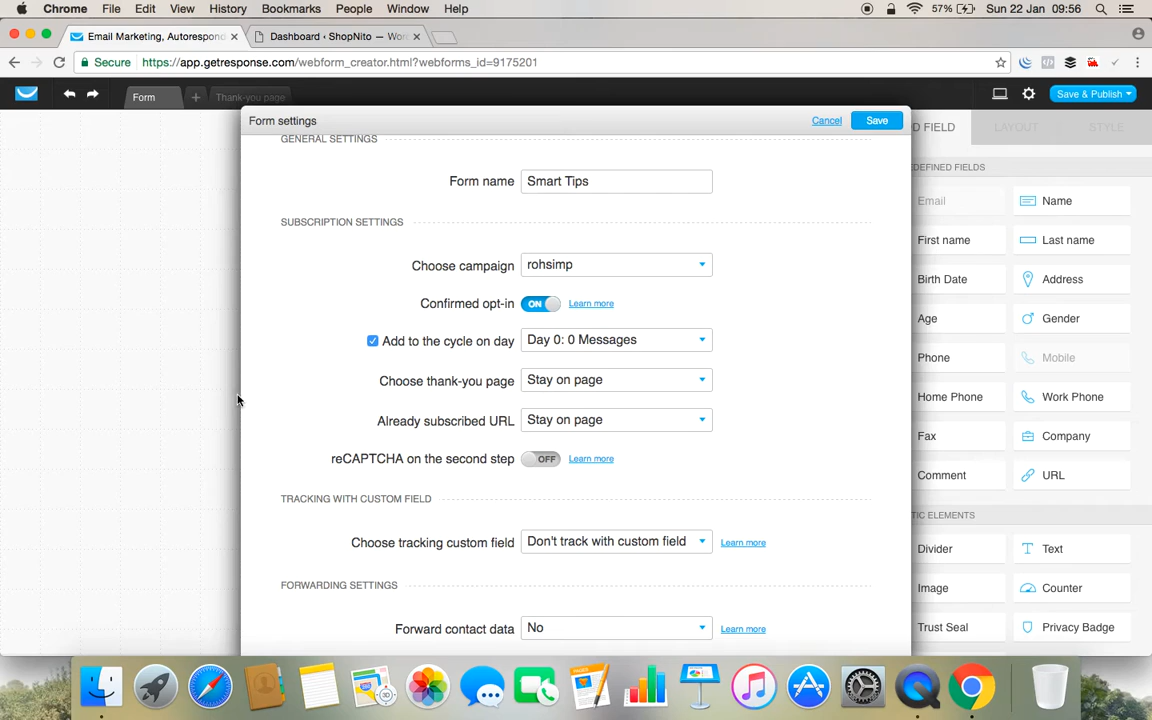 Chrome File Edit View History Bookmarks People Window Help 57% Sun 22 Jan 09:56
Email Marketing, Autorespond Dashboard ‹ ShopNito — Wor
Secure https://app.getresponse.com/webform_creator.html?webforms_id=9175201
Form + Thank-you page Save & Publish
Form settings Cancel Save
D FIELD LAYOUT STYLE
GENERAL SETTINGS
DEFINED FIELDS
Form name Smart Tips
Email Name
SUBSCRIPTION SETTINGS
First name Last name
Choose campaign rohsimp
Birth Date Address
Confirmed opt-in ON Learn more
Age Gender
Add to the cycle on day Day 0: 0 Messages
Phone Mobile
Choose thank-you page Stay on page
Home Phone Work Phone
Already subscribed URL Stay on page
Fax Company
reCAPTCHA on the second step OFF Learn more
Comment URL
TRACKING WITH CUSTOM FIELD
TIC ELEMENTS
Choose tracking custom field Don't track with custom field Learn more
Divider Text
FORWARDING SETTINGS
Image Counter
Forward contact data No Learn more
Trust Seal Privacy Badge